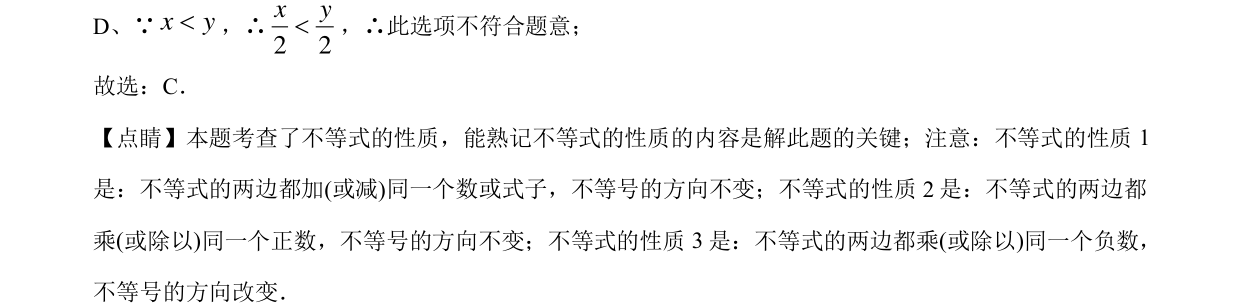 D、∵ x < y ，∴ x/2 < y/2 ，∴此选项不符合题意；
故选：C．
【点睛】本题考查了不等式的性质，能熟记不等式的性质的内容是解此题的关键；注意：不等式的性质 1
是：不等式的两边都加(或减)同一个数或式子，不等号的方向不变；不等式的性质 2 是：不等式的两边都
乘(或除以)同一个正数，不等号的方向不变；不等式的性质 3 是：不等式的两边都乘(或除以)同一个负数，
不等号的方向改变．